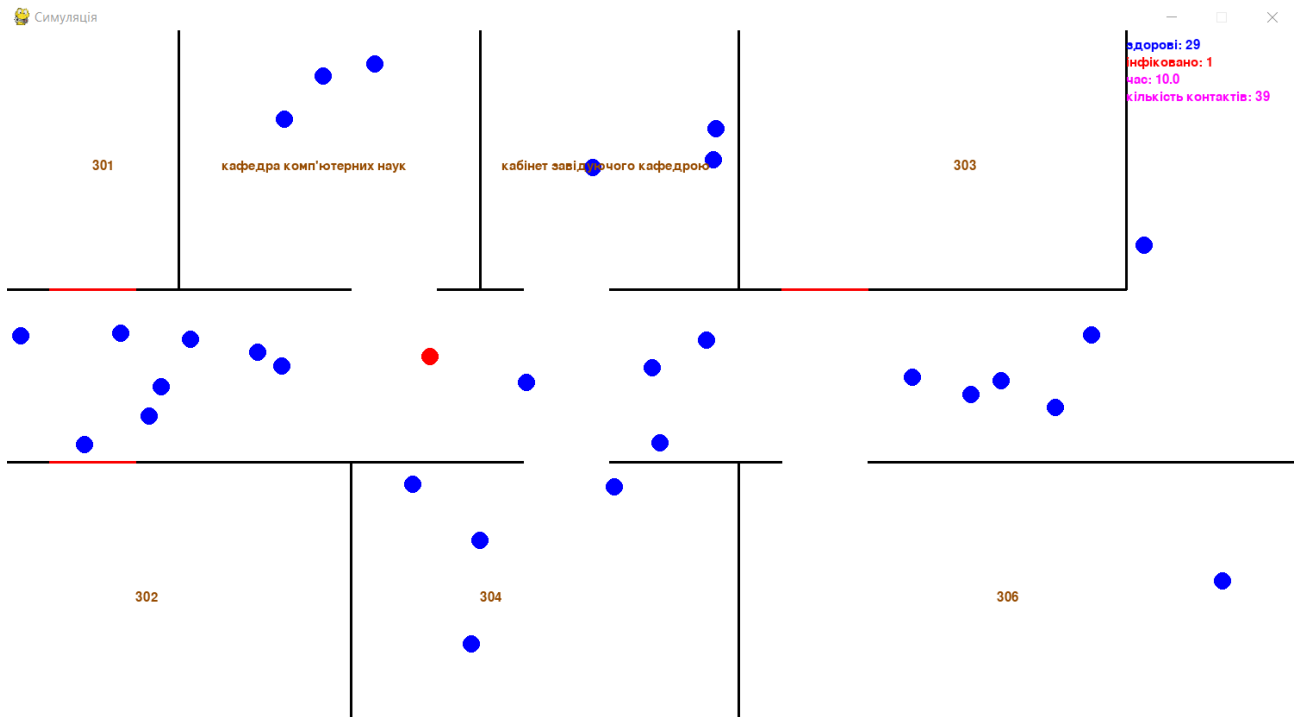 Симуляція
здорові: 29
інфіковано: 1
час: 10.0
кількість контактів: 39
301
кафедра комп'ютерних наук
кабінет завідуючого кафедрою
303
302
304
306